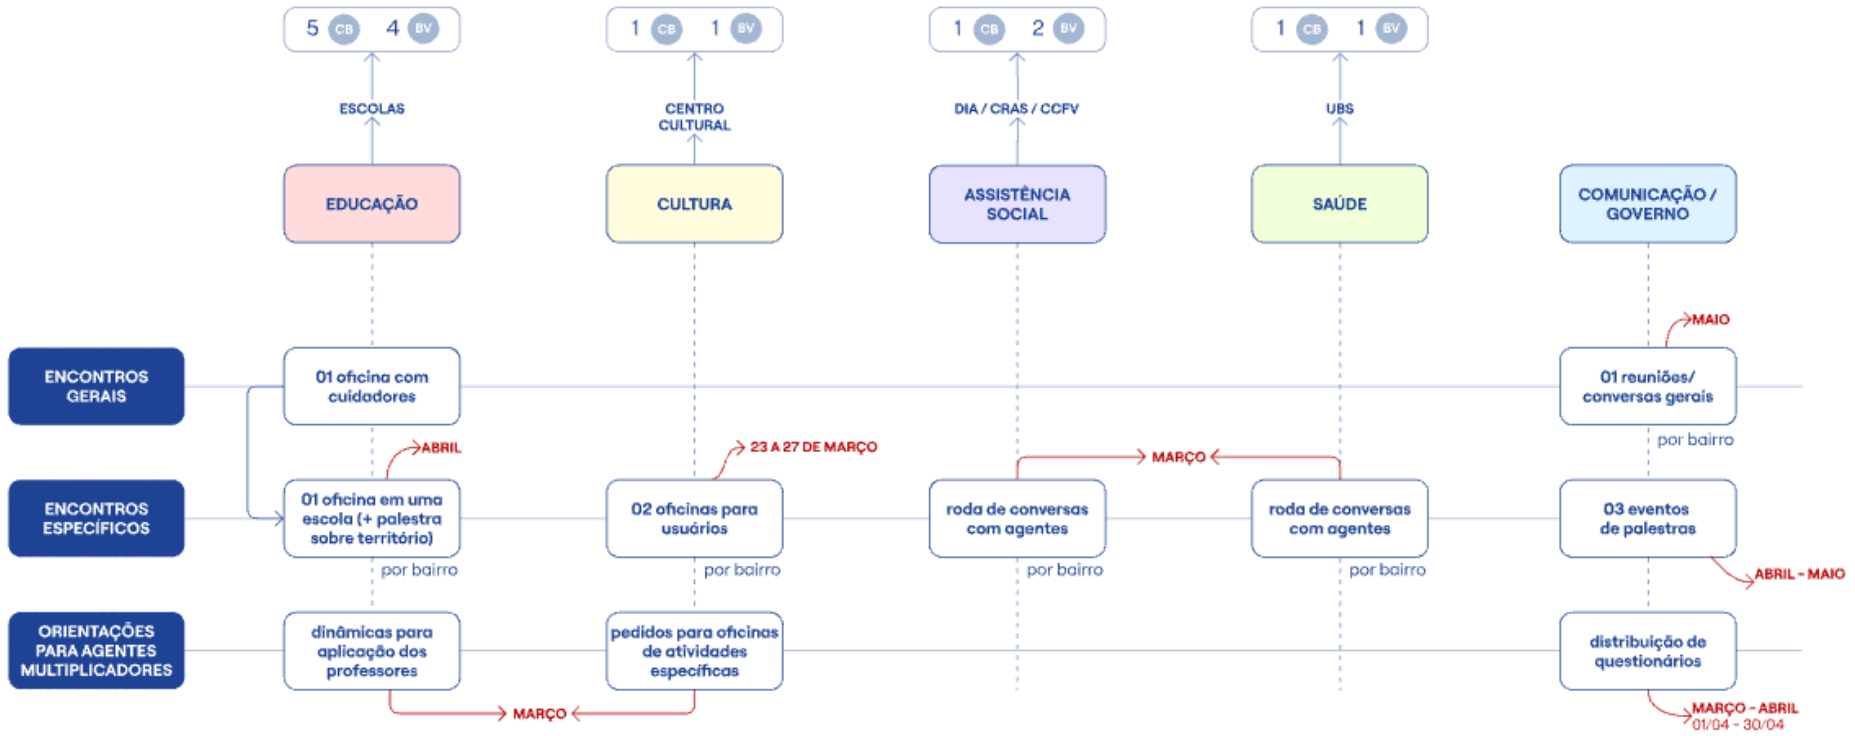 5 CB 4 BV
1 CB 1 BV
1 CB 2 BV
1 CB 1 BV
ESCOLAS
CENTRO
CULTURAL
DIA / CRAS / CCFV
UBS
EDUCAÇÃO
CULTURA
ASSISTÊNCIA
SOCIAL
SAÚDE
COMUNICAÇÃO /
GOVERNO
MAIO
ENCONTROS
GERAIS
01 oficina com
cuidadores
01 reuniões/
conversas gerais
por bairro
ABRIL
23 A 27 DE MARÇO
MARÇO
ENCONTROS
ESPECÍFICOS
01 oficina em uma
escola (+ palestra
sobre território)
por bairro
02 oficinas para
usuários
por bairro
roda de conversas
com agentes
por bairro
roda de conversas
com agentes
por bairro
03 eventos
de palestras
ABRIL - MAIO
ORIENTAÇÕES
PARA AGENTES
MULTIPLICADORES
dinâmicas para
aplicação dos
professores
pedidos para oficinas
de atividades
específicas
distribuição de
questionários
MARÇO
MARÇO - ABRIL
01/04 - 30/04